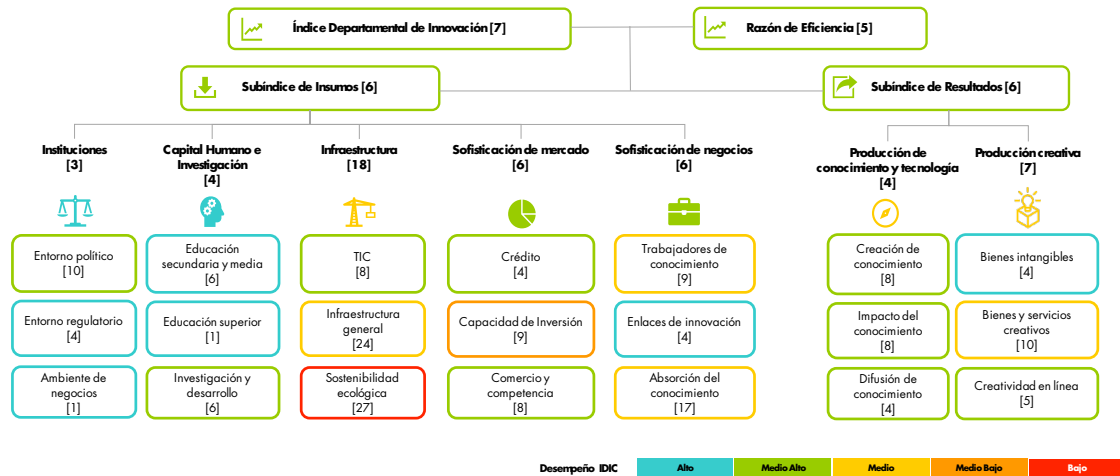 Índice Departamental de Innovación [7]
Razón de Eficiencia [5]
Subíndice de Insumos [6]
Subíndice de Resultados [6]
Instituciones
[3]
Capital Humano e
Investigación
[4]
Infraestructura
[18]
Sofisticación de mercado
[6]
Sofisticación de negocios
[6]
Producción de
conocimiento y tecnología
[4]
Producción creativa
[7]
Entorno político
[10]
Educación
secundaria y media
[6]
TIC
[8]
Crédito
[4]
Trabajadores de
conocimiento
[9]
Creación de
conocimiento
[8]
Bienes intangibles
[4]
Entorno regulatorio
[4]
Educación superior
[1]
Infraestructura
general
[24]
Capacidad de Inversión
[9]
Enlaces de innovación
[4]
Impacto del
conocimiento
[8]
Bienes y servicios
creativos
[10]
Ambiente de
negocios
[1]
Investigación y
desarrollo
[6]
Sostenibilidad
ecológica
[27]
Comercio y
competencia
[8]
Absorción del
conocimiento
[17]
Difusión de
conocimiento
[4]
Creatividad en línea
[5]
Desempeño IDIC
Alto
Medio Alto
Medio
Medio Bajo
Bajo